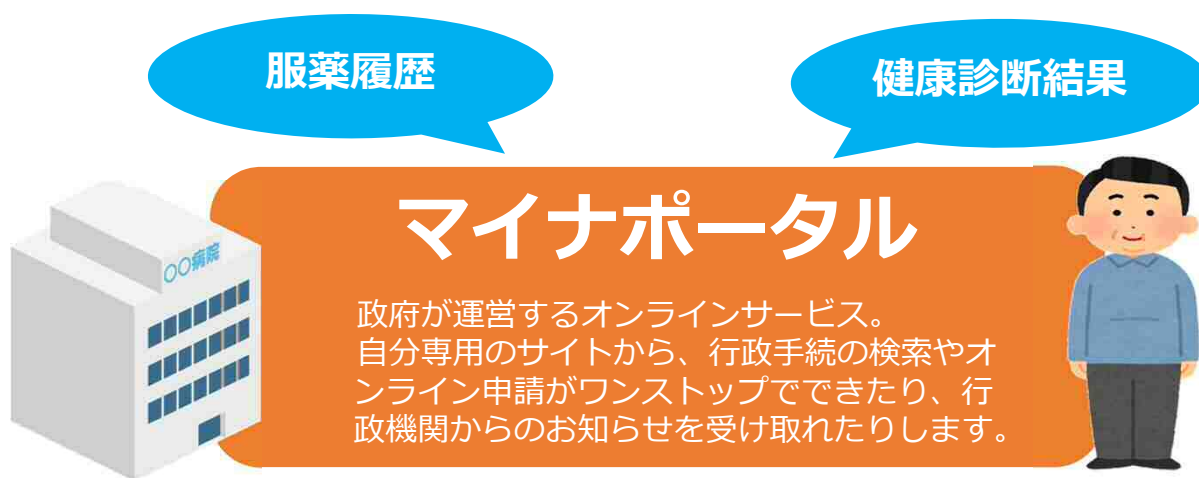 服薬履歴
健康診断結果
マイナポータル
〇〇病院
政府が運営するオンラインサービス。
自分専用のサイトから、行政手続の検索やオ
ンライン申請がワンストップでできたり、行
政機関からのお知らせを受け取れたりします。